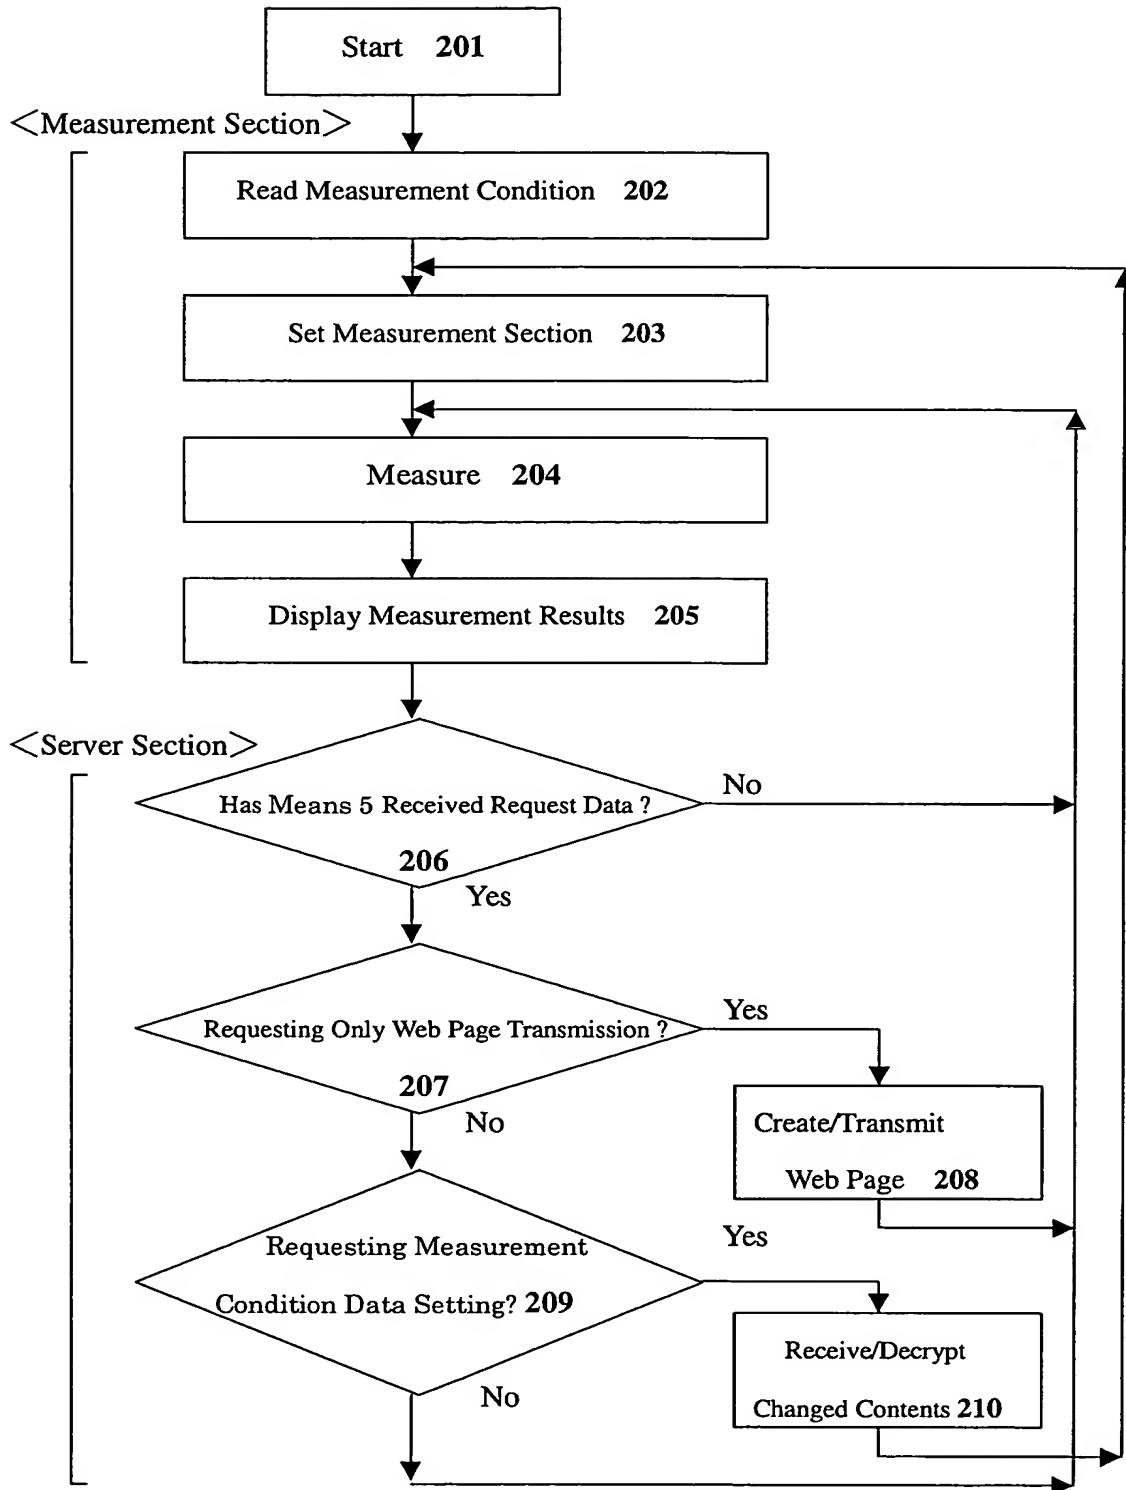 Start 201
<Measurement Section>
Read Measurement Condition 202
Set Measurement Section 203
Measure 204
Display Measurement Results 205
<Server Section>
Has Means 5 Received Request Data ?
206
No
Yes
Requesting Only Web Page Transmission ?
207
Yes
No
Create/Transmit
Web Page 208
Requesting Measurement
Condition Data Setting? 209
Yes
No
Receive/Decrypt
Changed Contents 210